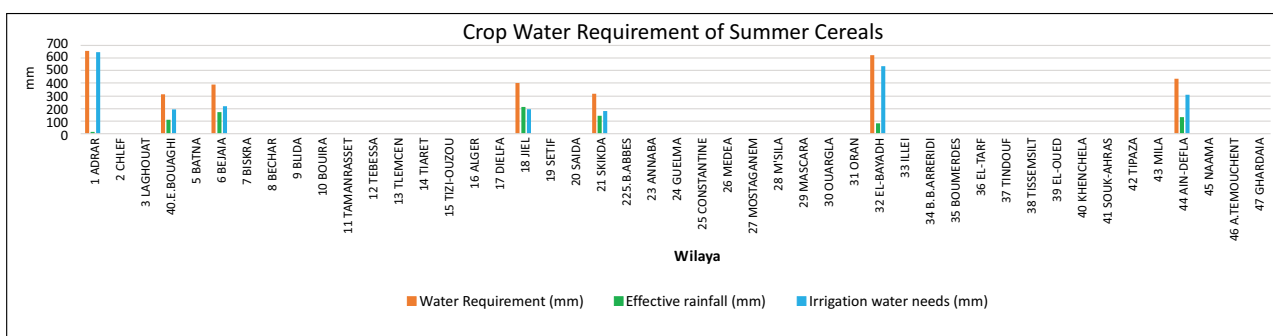 Crop Water Requirement of Summer Cereals
700
600
500
400
300
200
100
0
mm
1 ADRAR
2 CHLEF
3 LAGHOUAT
4O.E.BOUAGHI
5 BATNA
6 BEJAIA
7 BISKRA
8 BECHAR
9 BLIDA
10 BOUIRA
11 TAMANRASSET
12 TEBESSA
13 TLEMCEN
14 TIARET
15 TIZI-OUZOU
16 ALGER
17 DJELFA
18 JIEL
19 SETIF
20 SAIDA
21 SKIKDA
22S.B.ABBES
23 ANNABA
24 GUELMA
25 CONSTANTINE
26 MEDEA
27 MOSTAGANEM
28 M'SILA
29 MASCARA
30 OUARGLA
31 ORAN
32 EL-BAYADH
33 ILLEI
34 B.B.ARRERIDI
35 BOUMERDES
36 EL-TARF
37 TINDOUF
38 TISSEMSILT
39 EL-OUED
40 KHENCHELA
41 SOUK-AHRAS
42 TIPAZA
43 MILA
44 AIN-DEFLA
45 NAAMA
46 A.TEMOUCHENT
47 GHARDAIA
Wilaya
Water Requirement (mm) Effective rainfall (mm) Irrigation water needs (mm)